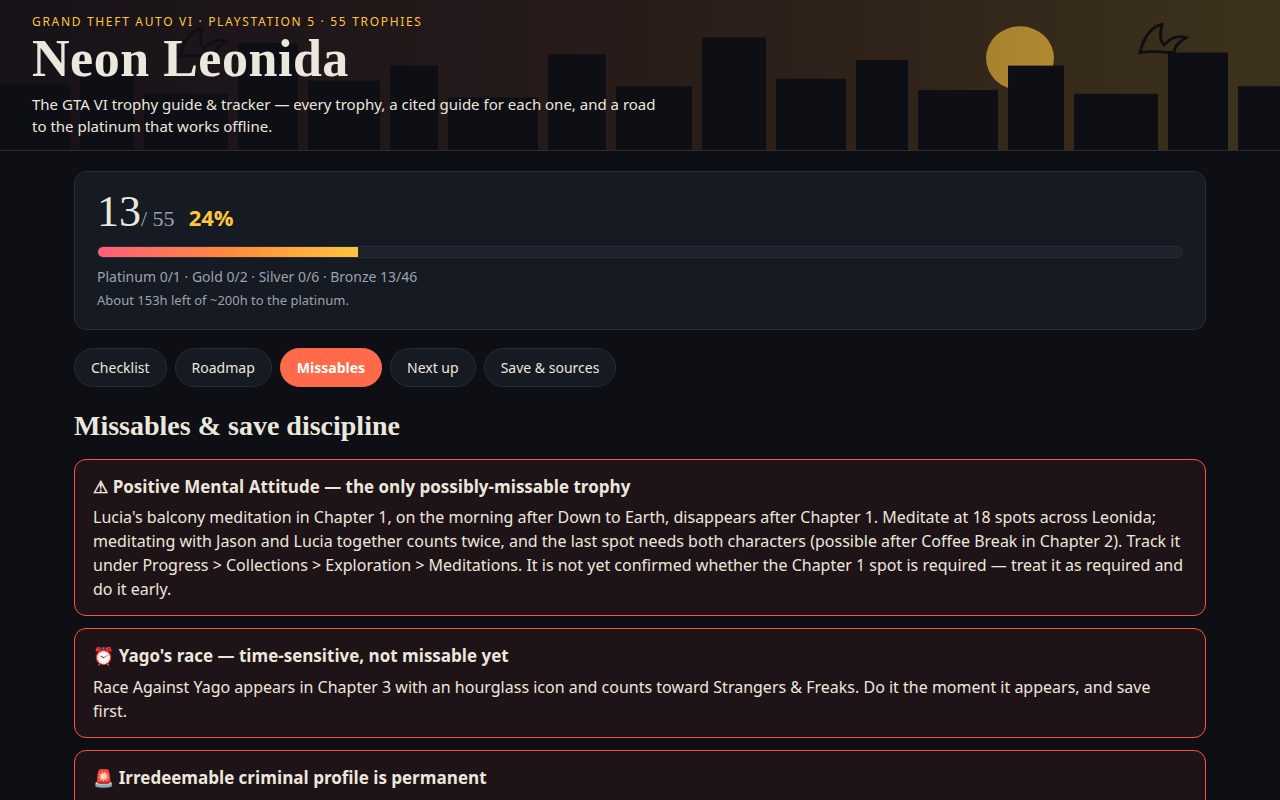 GRAND THEFT AUTO VI · PLAYSTATION 5 · 55 TROPHIES
Neon Leonida
The GTA VI trophy guide & tracker — every trophy, a cited guide for each one, and a road
to the platinum that works offline.
13/ 55 24%
Platinum 0/1 · Gold 0/2 · Silver 0/6 · Bronze 13/46
About 153h left of ~200h to the platinum.
Checklist Roadmap Missables Next up Save & sources
Missables & save discipline
⚠ Positive Mental Attitude — the only possibly-missable trophy
Lucia's balcony meditation in Chapter 1, on the morning after Down to Earth, disappears after Chapter 1. Meditate at 18 spots across Leonida;
meditating with Jason and Lucia together counts twice, and the last spot needs both characters (possible after Coffee Break in Chapter 2). Track it
under Progress > Collections > Exploration > Meditations. It is not yet confirmed whether the Chapter 1 spot is required — treat it as required and
do it early.
⏰ Yago's race — time-sensitive, not missable yet
Race Against Yago appears in Chapter 3 with an hourglass icon and counts toward Strangers & Freaks. Do it the moment it appears, and save
first.
🚨 Irredeemable criminal profile is permanent